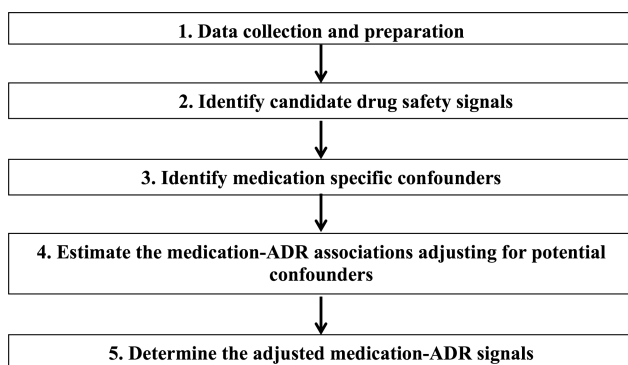 1. Data collection and preparation
2. Identify candidate drug safety signals
3. Identify medication specific confounders
4. Estimate the medication-ADR associations adjusting for potential
confounders
5. Determine the adjusted medication-ADR signals